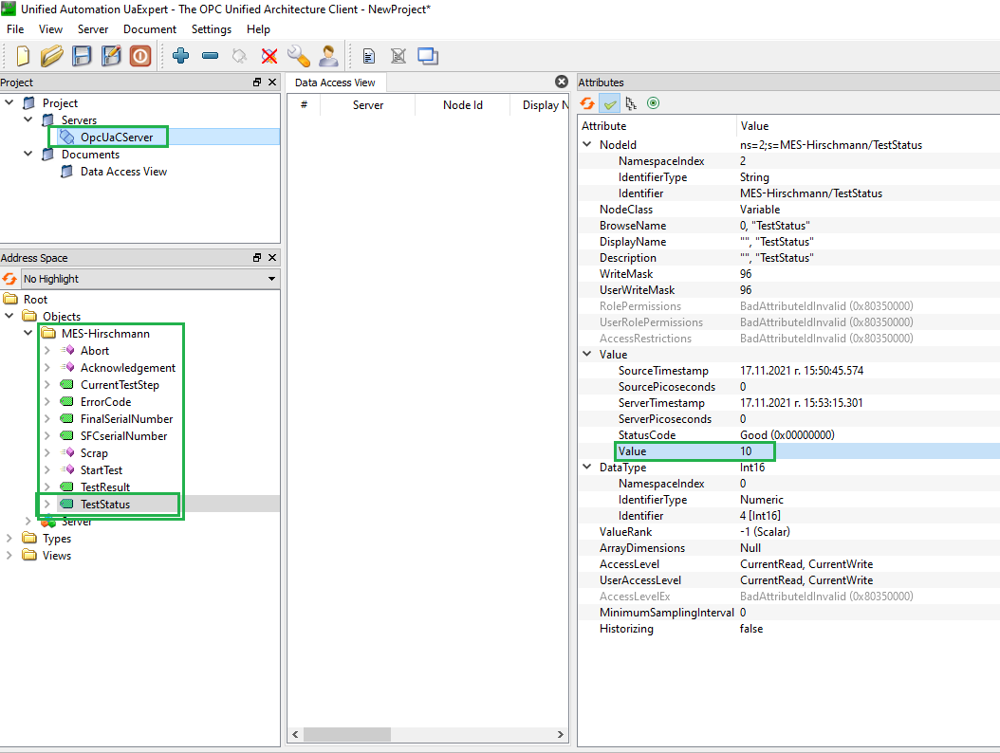 Unified Automation UaExpert - The OPC Unified Architecture Client - NewProject*
File View Server Document Settings Help
Project
Project
Servers
OpcUaCServer
Documents
Data Access View
Address Space
No Highlight
Root
Objects
MES-Hirschmann
Abort
Acknowledgement
CurrentTestStep
ErrorCode
FinalSerialNumber
SFCserialNumber
Scrap
StartTest
TestResult
TestStatus
Server
Types
Views
Data Access View
# Server Node Id Display N
Attributes
Attribute Value
NodeId ns=2;s=MES-Hirschmann/TestStatus
NamespaceIndex 2
IdentifierType String
Identifier MES-Hirschmann/TestStatus
NodeClass Variable
BrowseName 0, "TestStatus"
DisplayName "", "TestStatus"
Description "", "TestStatus"
WriteMask 96
UserWriteMask 96
RolePermissions BadAttributeIdInvalid (0x80350000)
UserRolePermissions BadAttributeIdInvalid (0x80350000)
AccessRestrictions BadAttributeIdInvalid (0x80350000)
Value
SourceTimestamp 17.11.2021 г. 15:50:45.574
SourcePicoseconds 0
ServerTimestamp 17.11.2021 г. 15:53:15.301
ServerPicoseconds 0
StatusCode Good (0x00000000)
Value 10
DataType Int16
NamespaceIndex 0
IdentifierType Numeric
Identifier 4 [Int16]
ValueRank -1 (Scalar)
ArrayDimensions Null
AccessLevel CurrentRead, CurrentWrite
UserAccessLevel CurrentRead, CurrentWrite
AccessLevelEx BadAttributeIdInvalid (0x80350000)
MinimumSamplingInterval 0
Historizing false